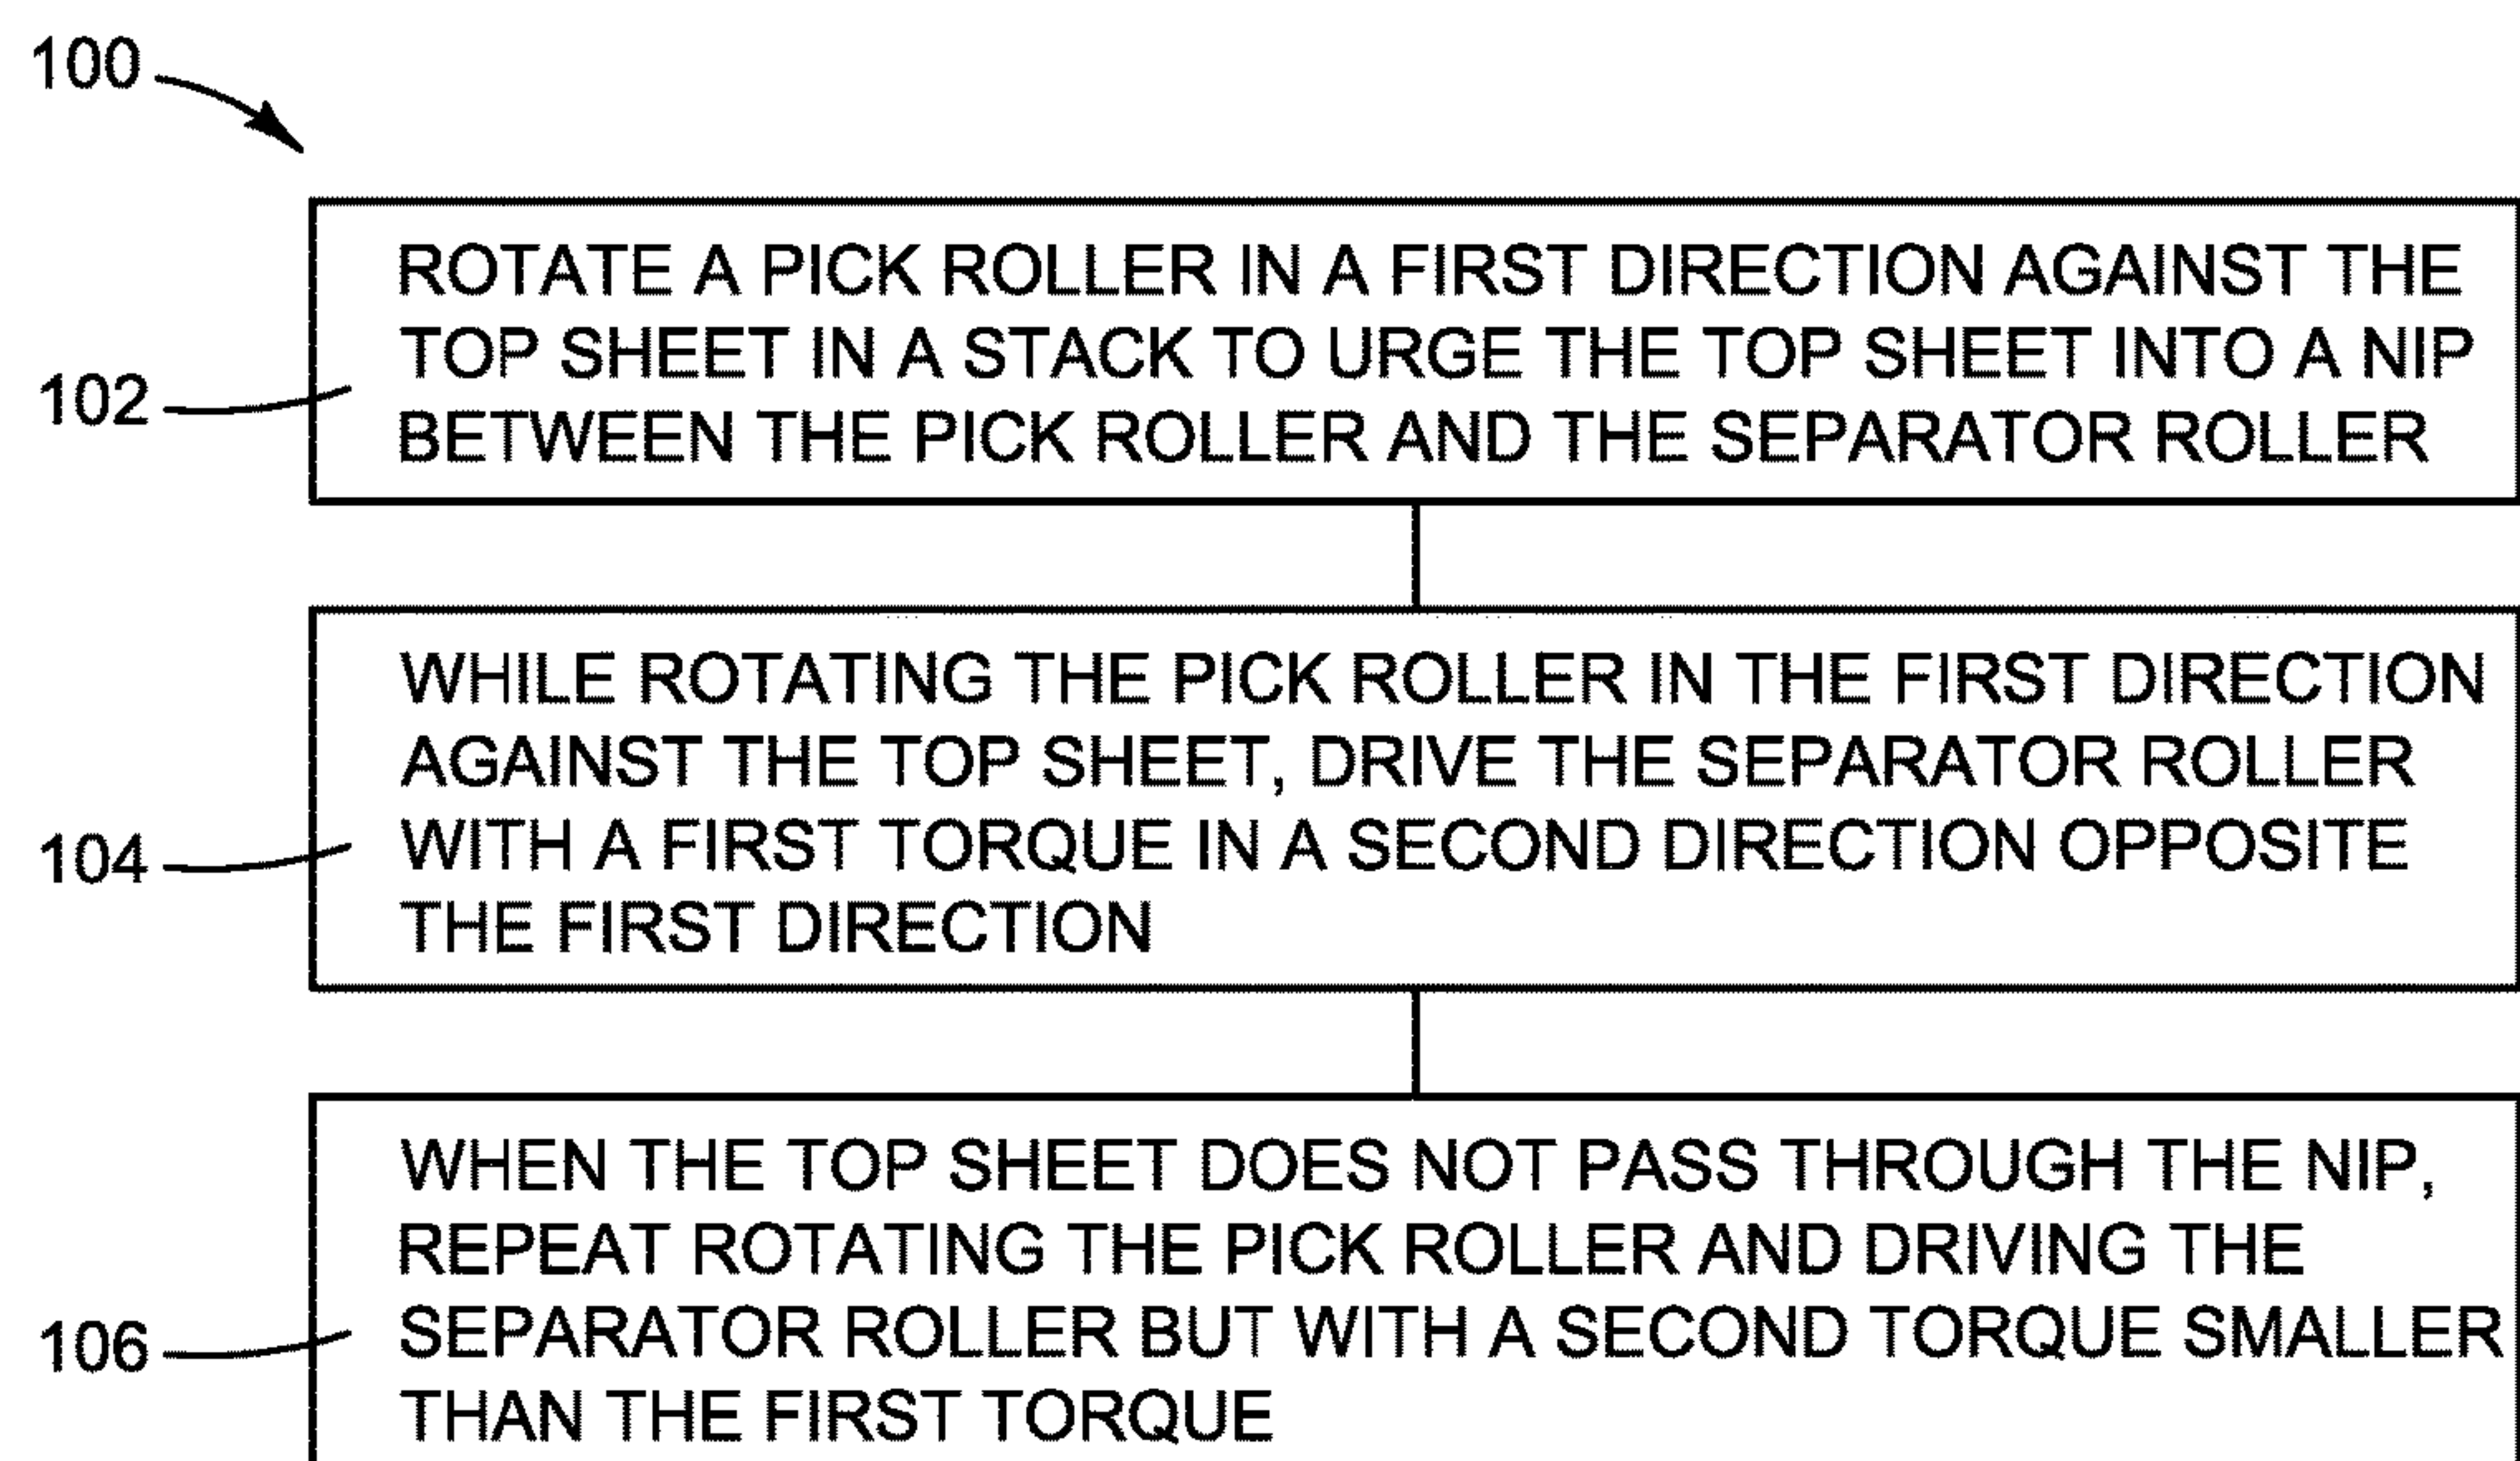 100
ROTATE A PICK ROLLER IN A FIRST DIRECTION AGAINST THE
TOP SHEET IN A STACK TO URGE THE TOP SHEET INTO A NIP
102
BETWEEN THE PICK ROLLER AND THE SEPARATOR ROLLER
WHILE ROTATING THE PICK ROLLER IN THE FIRST DIRECTION
AGAINST THE TOP SHEET, DRIVE THE SEPARATOR ROLLER
104
WITH A FIRST TORQUE IN A SECOND DIRECTION OPPOSITE
THE FIRST DIRECTION
WHEN THE TOP SHEET DOES NOT PASS THROUGH THE NIP,
REPEAT ROTATING THE PICK ROLLER AND DRIVING THE
106
SEPARATOR ROLLER BUT WITH A SECOND TORQUE SMALLER
THAN THE FIRST TORQUE